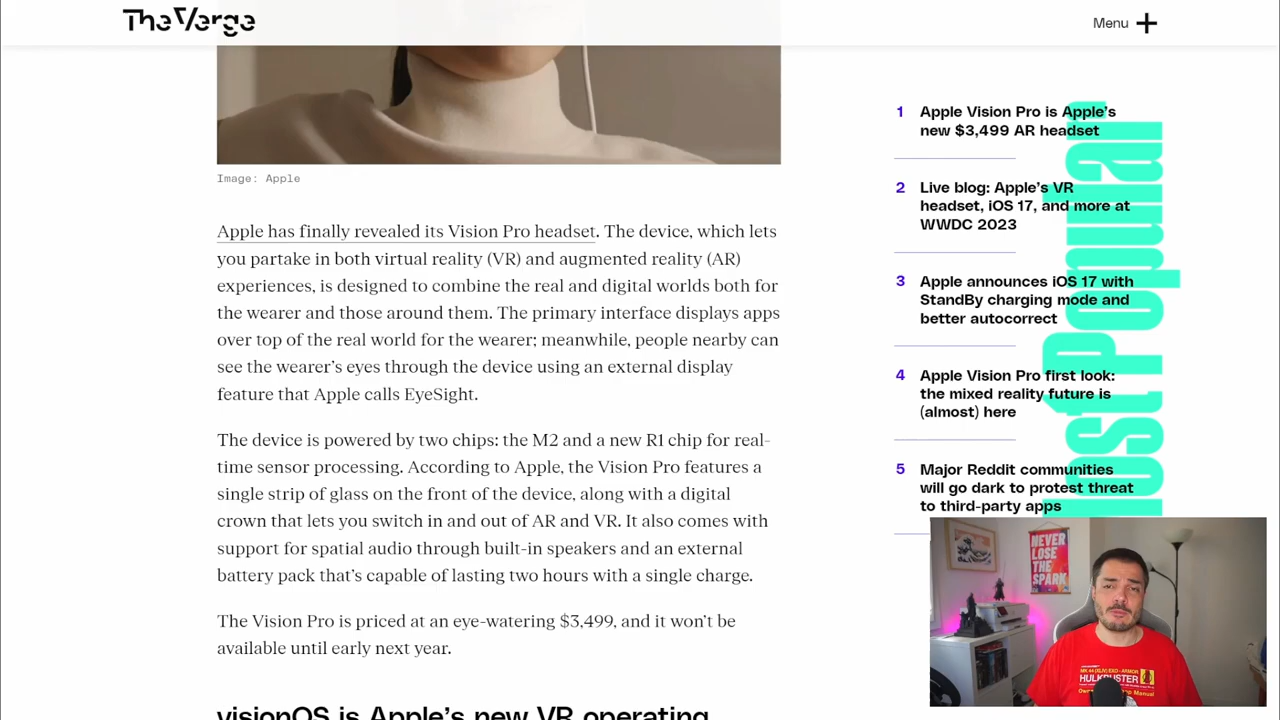 The Verge
Menu
Image: Apple
Apple has finally revealed its Vision Pro headset. The device, which lets
you partake in both virtual reality (VR) and augmented reality (AR)
experiences, is designed to combine the real and digital worlds both for
the wearer and those around them. The primary interface displays apps
over top of the real world for the wearer; meanwhile, people nearby can
see the wearer's eyes through the device using an external display
feature that Apple calls EyeSight.
The device is powered by two chips: the M2 and a new R1 chip for real-
time sensor processing. According to Apple, the Vision Pro features a
single strip of glass on the front of the device, along with a digital
crown that lets you switch in and out of AR and VR. It also comes with
support for spatial audio through built-in speakers and an external
battery pack that's capable of lasting two hours with a single charge.
The Vision Pro is priced at an eye-watering $3,499, and it won't be
available until early next year.
visionOS is Apple's new VR operating
1 Apple Vision Pro is Apple's
new $3,499 AR headset
2 Live blog: Apple's VR
headset, iOS 17, and more at
WWDC 2023
3 Apple announces iOS 17 with
StandBy charging mode and
better autocorrect
4 Apple Vision Pro first look:
the mixed reality future is
(almost) here
5 Major Reddit communities
will go dark to protest threat
to third-party apps
ost Popular
NEVER
LOSE
THE
SPARK
HULKBUSTER